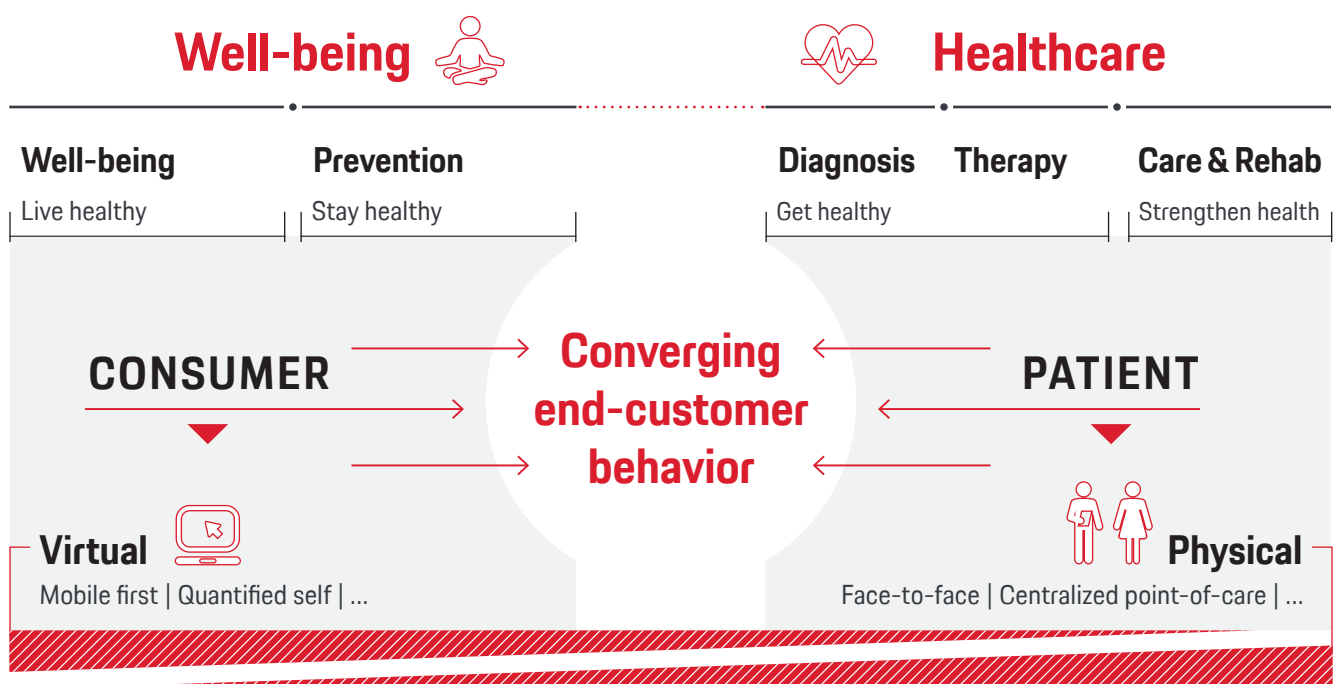 Well-being
Healthcare
Well-being
Prevention
Diagnosis
Therapy
Care & Rehab
Live healthy
Stay healthy
Get healthy
Strengthen health
CONSUMER
Converging
end-customer
behavior
PATIENT
Virtual
Mobile first | Quantified self | ...
Physical
Face-to-face | Centralized point-of-care | ...